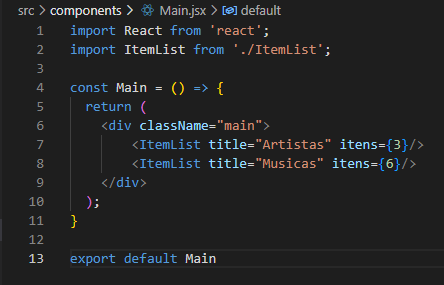 src > components > Main.jsx > default
1 import React from 'react';
2 import ItemList from './ItemList';
3
4 const Main = () => {
5 return (
6 <div className="main">
7 <ItemList title="Artistas" itens={3}/>
8 <ItemList title="Musicas" itens={6}/>
9 </div>
10 );
11 }
12
13 export default Main